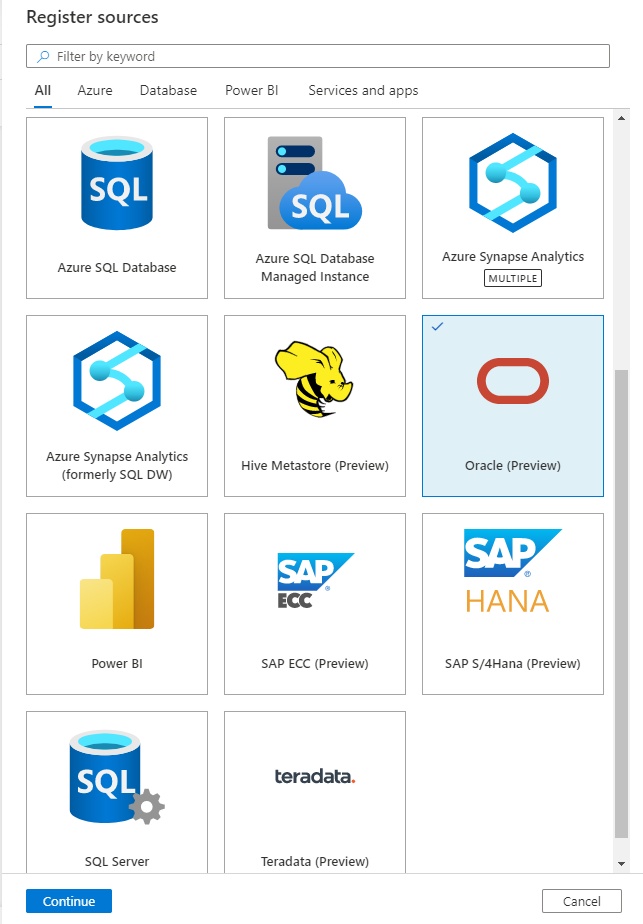 Register sources
Filter by keyword
All Azure Database Power BI Services and apps
SQL
Azure SQL Database
SQL
Azure SQL Database
Managed Instance
Azure Synapse Analytics
MULTIPLE
Azure Synapse Analytics
(formerly SQL DW)
Hive Metastore (Preview)
Oracle (Preview)
Power BI
SAP®
ECC
SAP ECC (Preview)
SAP®
HANA
SAP S/4Hana (Preview)
SQL
SQL Server
teradata.
Teradata (Preview)
Continue
Cancel